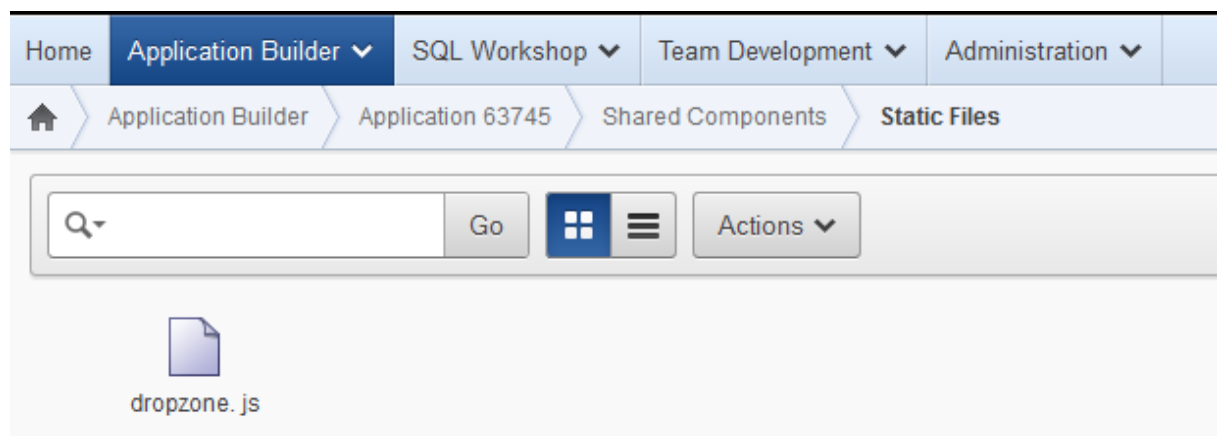 Home Application Builder SQL Workshop Team Development Administration
Application Builder Application 63745 Shared Components Static Files
Go Actions
dropzone. js